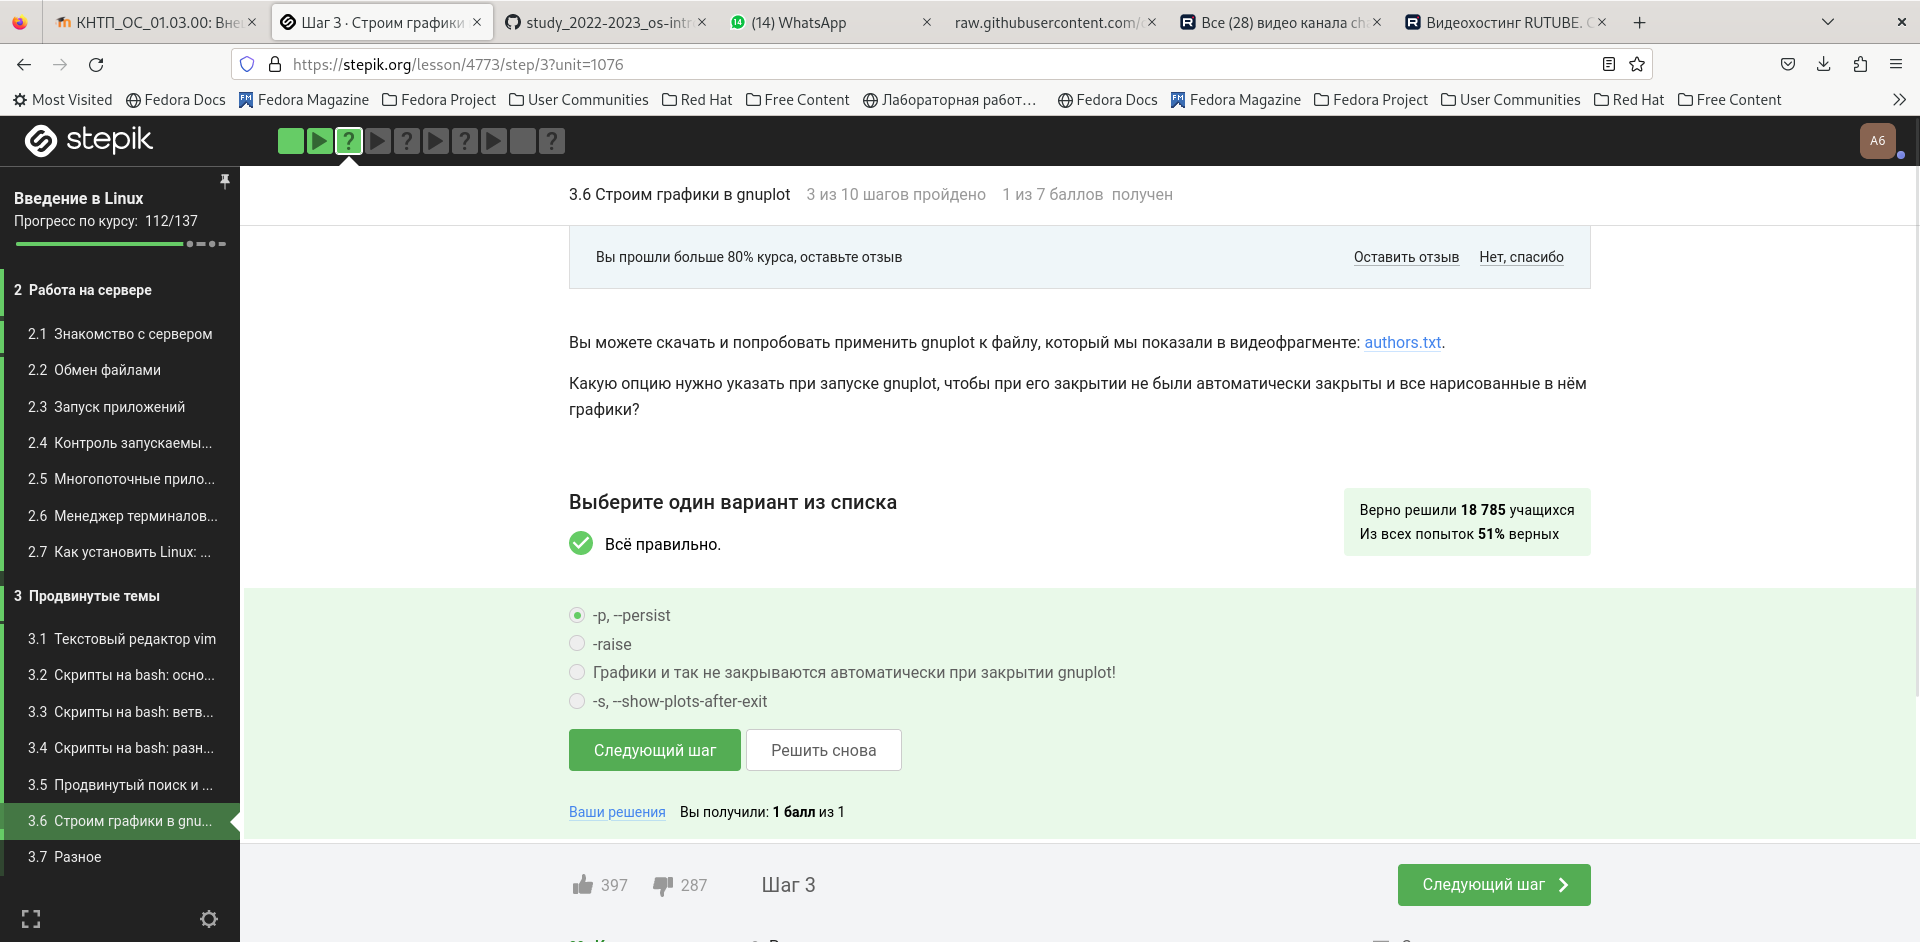 КНТП_ОС_01.03.00: Вне
Шаг 3 · Строим графики
study_2022-2023_os-intr
(14) WhatsApp
raw.githubusercontent.com/
Все (28) видео канала
Видеохостинг RUTUBE.
https://stepik.org/lesson/4773/step/3?unit=1076
Most Visited Fedora Docs Fedora Magazine Fedora Project User Communities Red Hat Free Content Лабораторная работ… Fedora Docs Fedora Magazine Fedora Project User Communities Red Hat Free Content
stepik
А6
Введение в Linux
Прогресс по курсу: 112/137
2 Работа на сервере
2.1 Знакомство с сервером
2.2 Обмен файлами
2.3 Запуск приложений
2.4 Контроль запускаемы...
2.5 Многопоточные прило...
2.6 Менеджер терминалов...
2.7 Как установить Linux: ...
3 Продвинутые темы
3.1 Текстовый редактор vim
3.2 Скрипты на bash: осно...
3.3 Скрипты на bash: ветв...
3.4 Скрипты на bash: разн...
3.5 Продвинутый поиск и ...
3.6 Строим графики в gnu...
3.7 Разное
3.6 Строим графики в gnuplot 3 из 10 шагов пройдено 1 из 7 баллов получен
Вы прошли больше 80% курса, оставьте отзыв Оставить отзыв Нет, спасибо
Вы можете скачать и попробовать применить gnuplot к файлу, который мы показали в видеофрагменте: authors.txt.
Какую опцию нужно указать при запуске gnuplot, чтобы при его закрытии не были автоматически закрыты и все нарисованные в нём
графики?
Выберите один вариант из списка
Всё правильно.
Верно решили 18 785 учащихся
Из всех попыток 51% верных
-p, --persist
-raise
Графики и так не закрываются автоматически при закрытии gnuplot!
-s, --show-plots-after-exit
Следующий шаг Решить снова
Ваши решения Вы получили: 1 балл из 1
397 287 Шаг 3 Следующий шаг